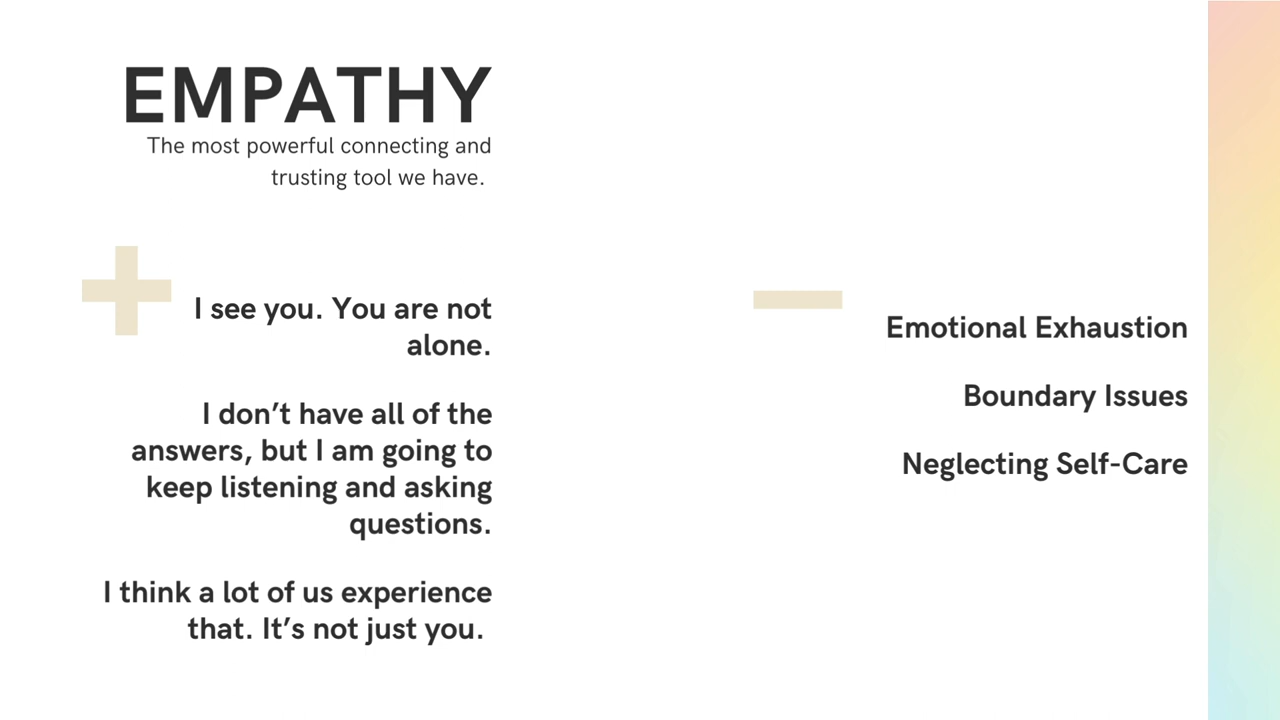 EMPATHY
The most powerful connecting and
trusting tool we have.
I see you. You are not
alone.
I don’t have all of the
answers, but I am going to
keep listening and asking
questions.
I think a lot of us experience
that. It’s not just you.
Emotional Exhaustion
Boundary Issues
Neglecting Self-Care